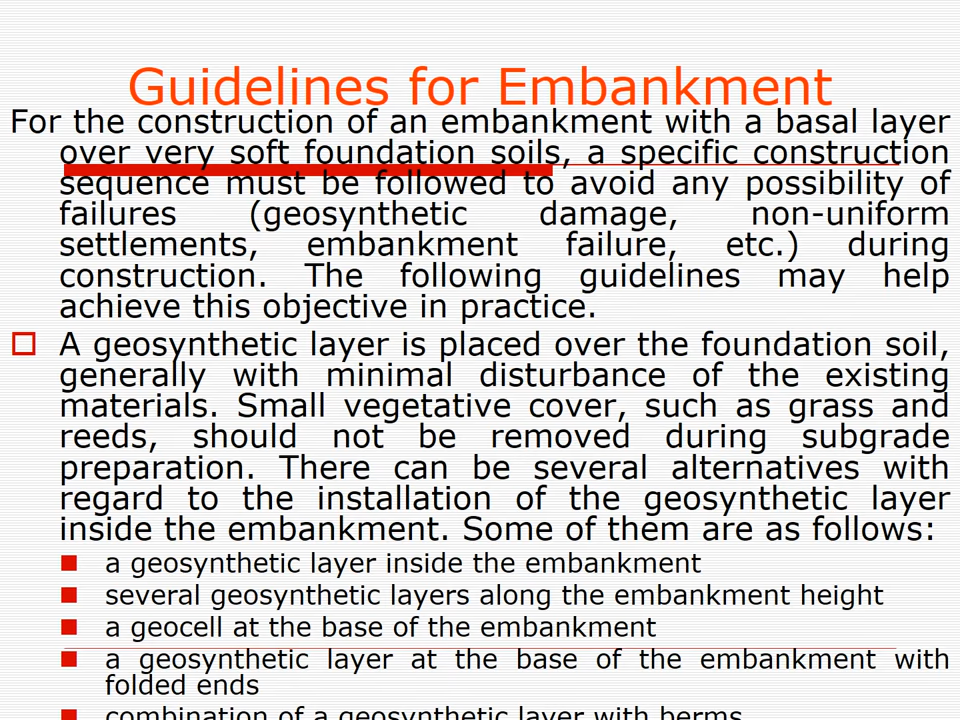 Guidelines for Embankment
For the construction of an embankment with a basal layer
over very soft foundation soils, a specific construction
sequence must be followed to avoid any possibility of
failures (geosynthetic damage, non-uniform
settlements, embankment failure, etc.) during
construction. The following guidelines may help
achieve this objective in practice.
A geosynthetic layer is placed over the foundation soil,
generally with minimal disturbance of the existing
materials. Small vegetative cover, such as grass and
reeds, should not be removed during subgrade
preparation. There can be several alternatives with
regard to the installation of the geosynthetic layer
inside the embankment. Some of them are as follows:
a geosynthetic layer inside the embankment
several geosynthetic layers along the embankment height
a geocell at the base of the embankment
a geosynthetic layer at the base of the embankment with
folded ends
combination of a geosynthetic layer with berms